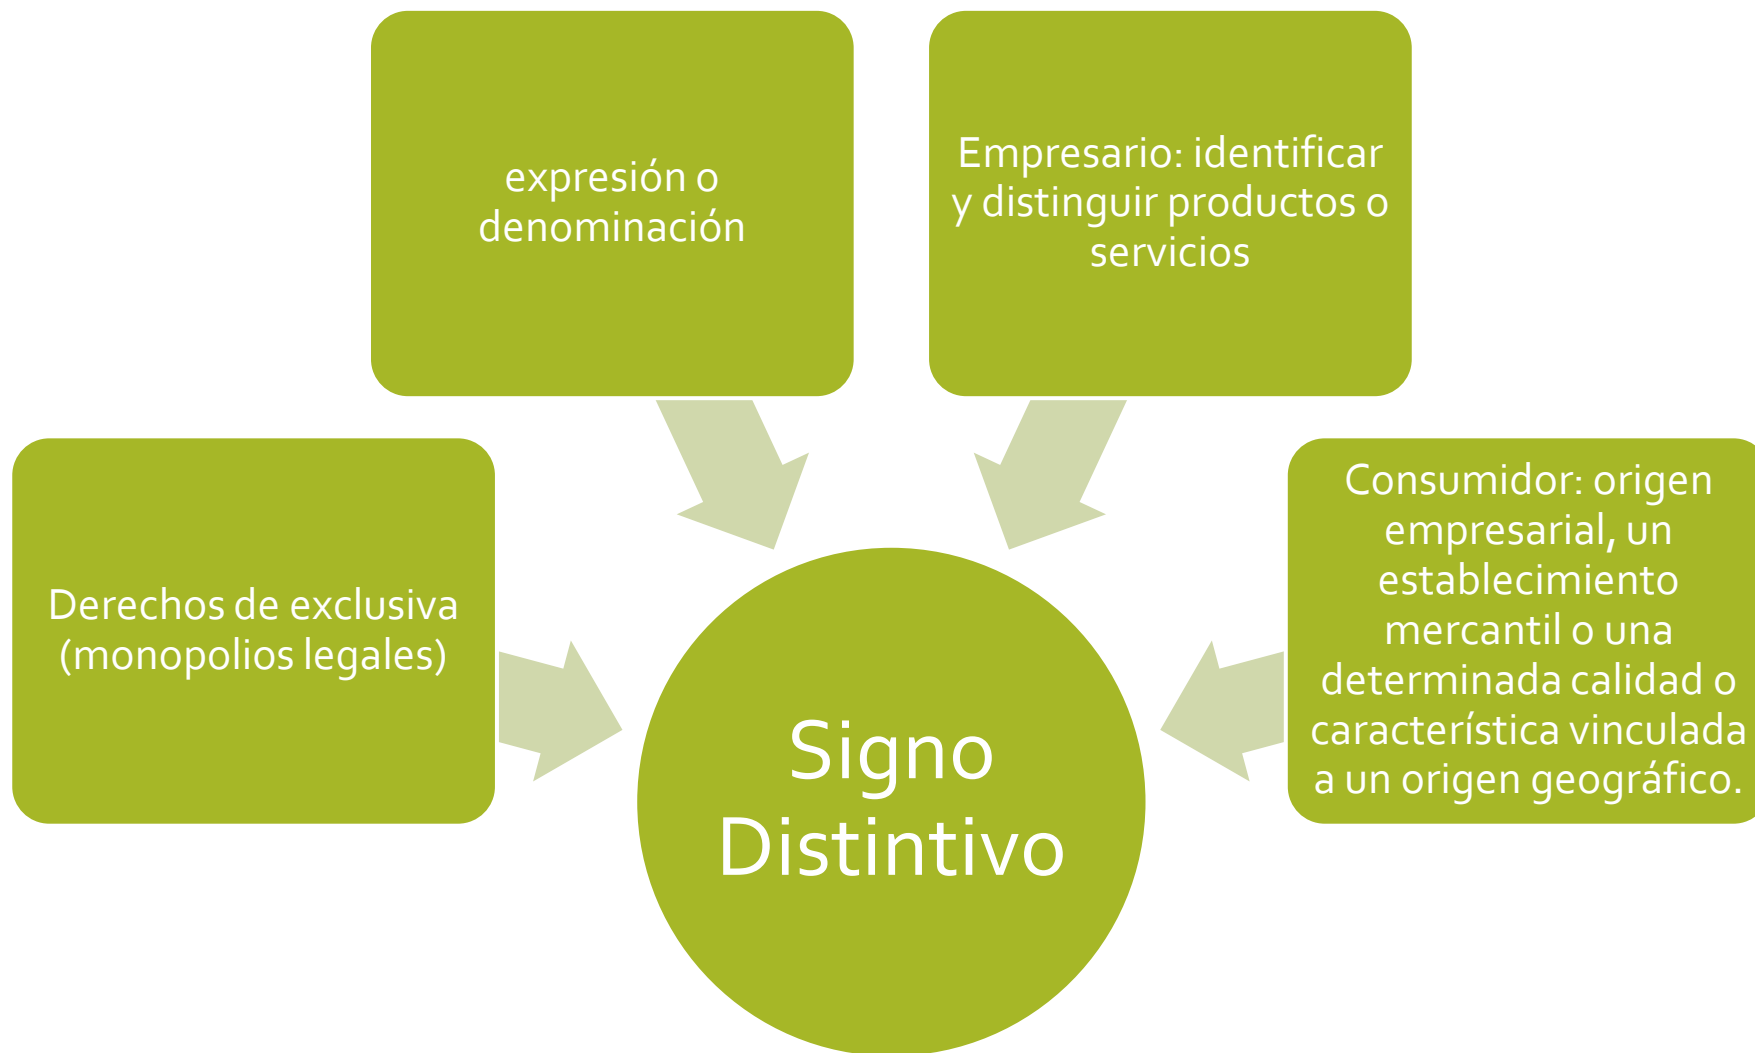 expresión o
denominación
Empresario: identificar
y distinguir productos o
servicios
Derechos de exclusiva
(monopolios legales)
Consumidor: origen
empresarial, un
establecimiento
mercantil o una
determinada calidad o
característica vinculada
a un origen geográfico.
Signo
Distintivo